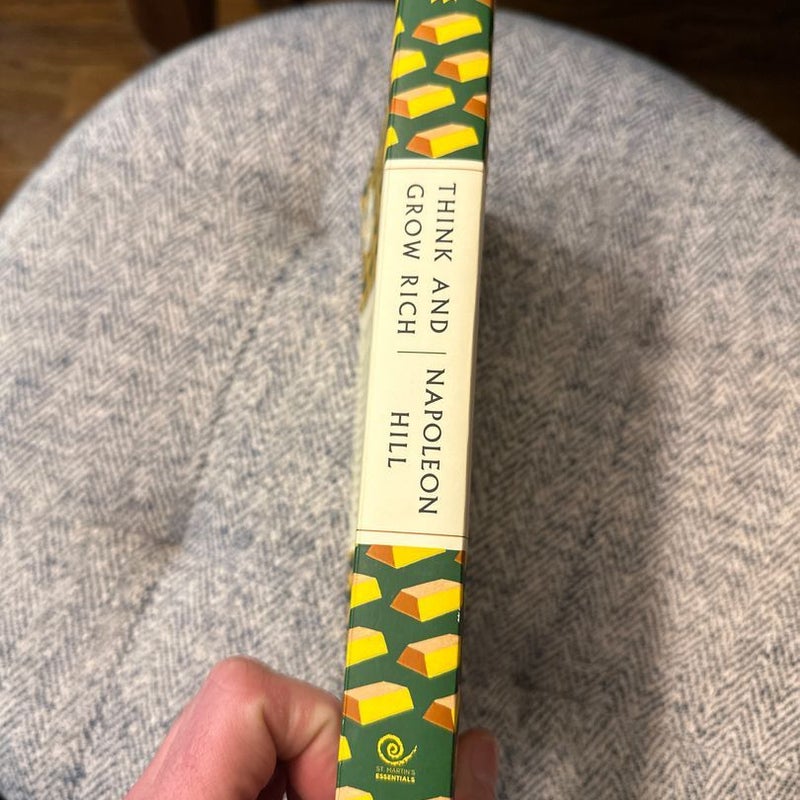 THINK AND
GROW RICH
NAPOLEON
HILL
ST. MARTIN'S
ESSENTIALS